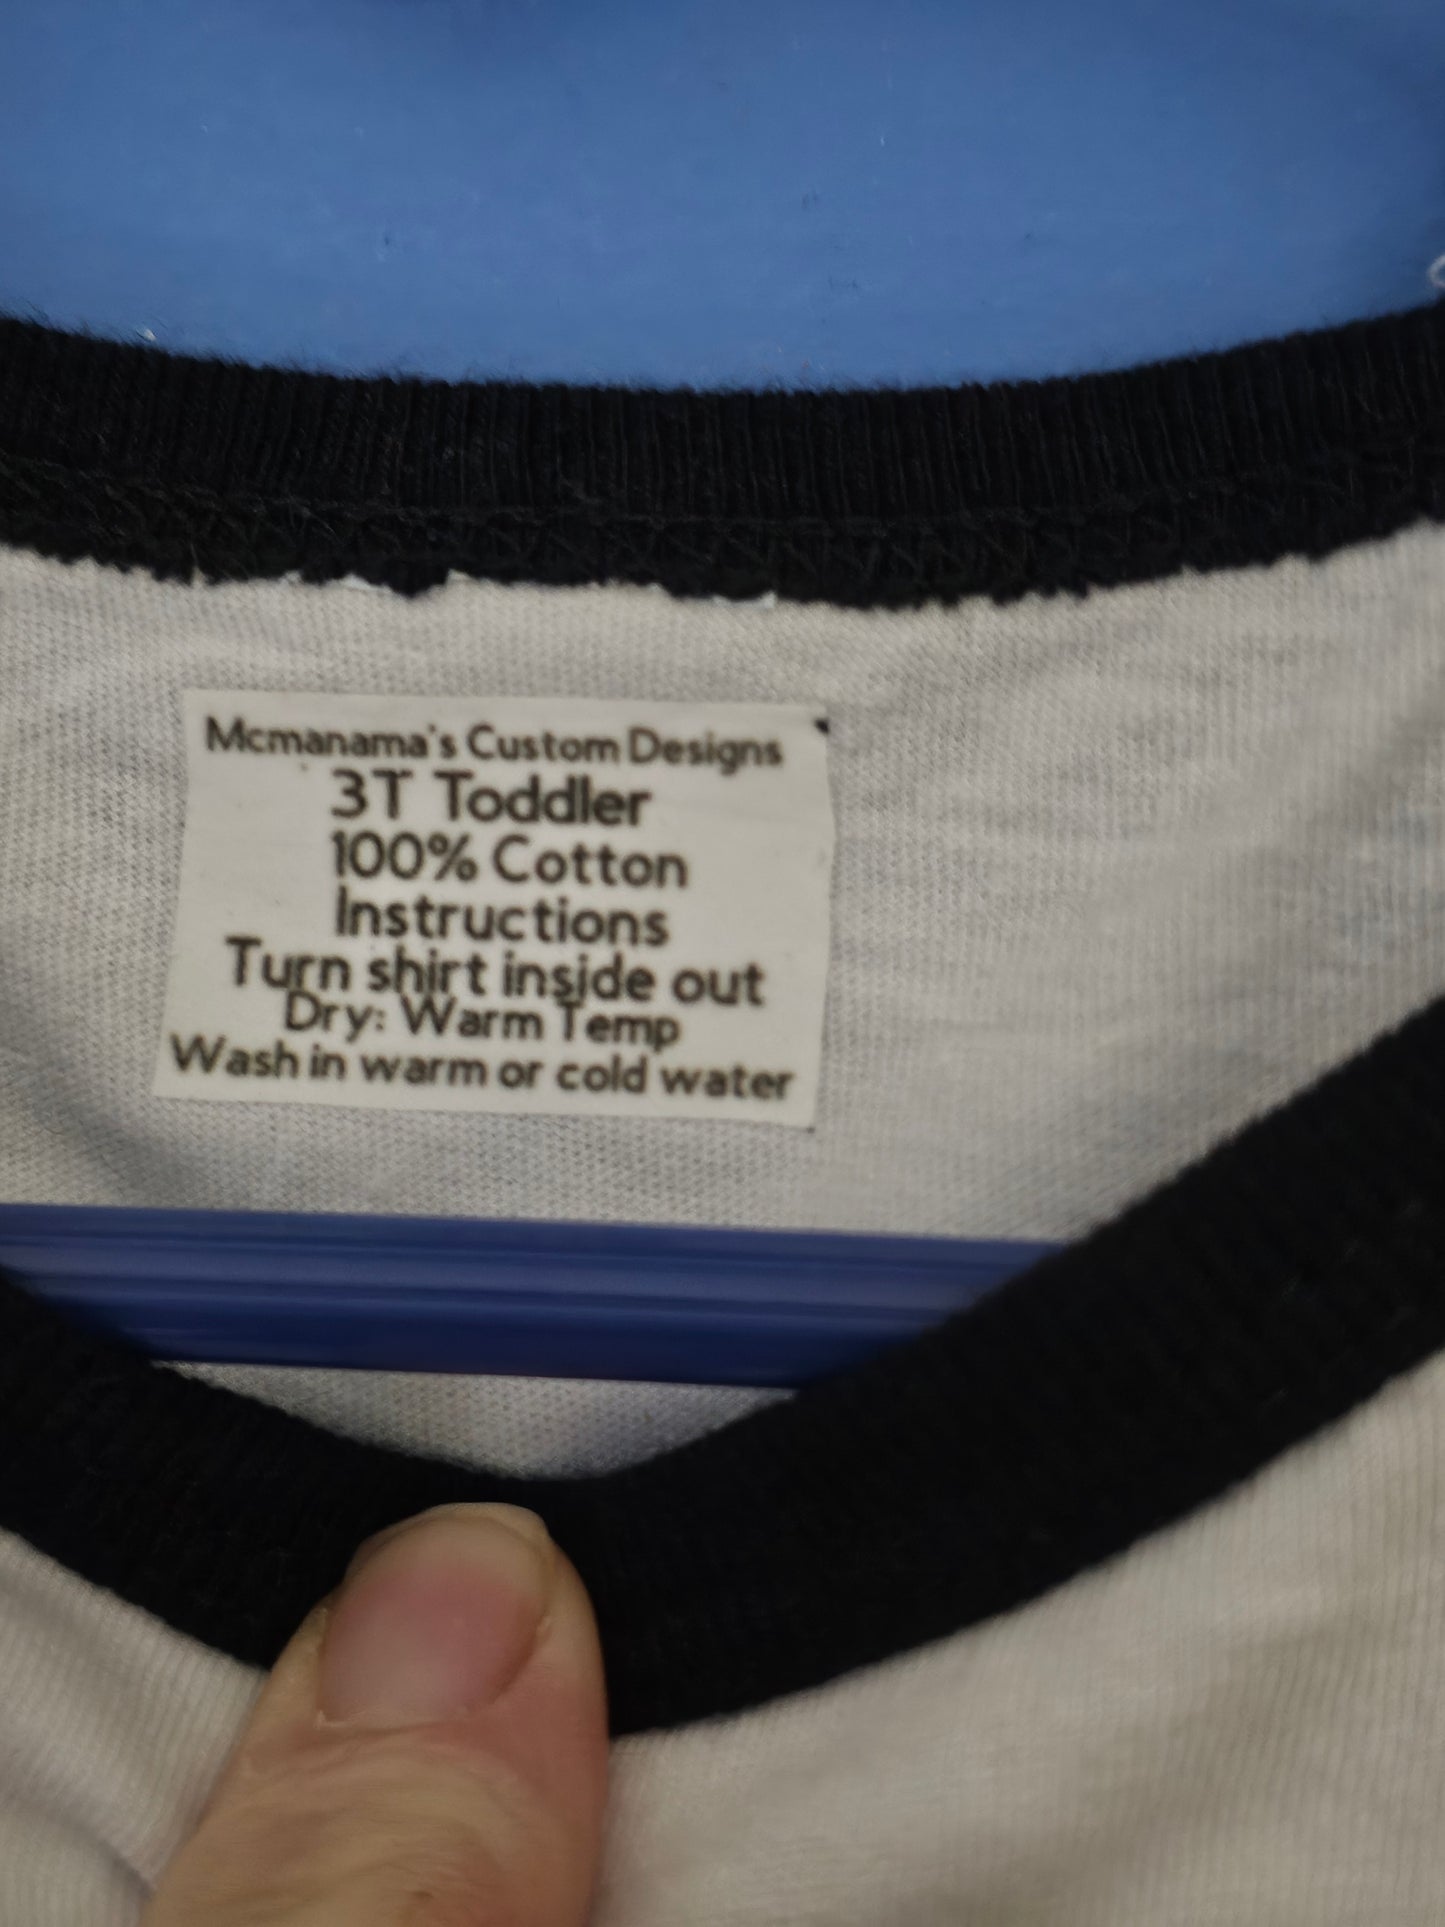 Mcmanama's Custom Designs
3T Toddler
100% Cotton
Instructions
Turn shirt inside out
Dry: Warm Temp
Wash in warm or cold water